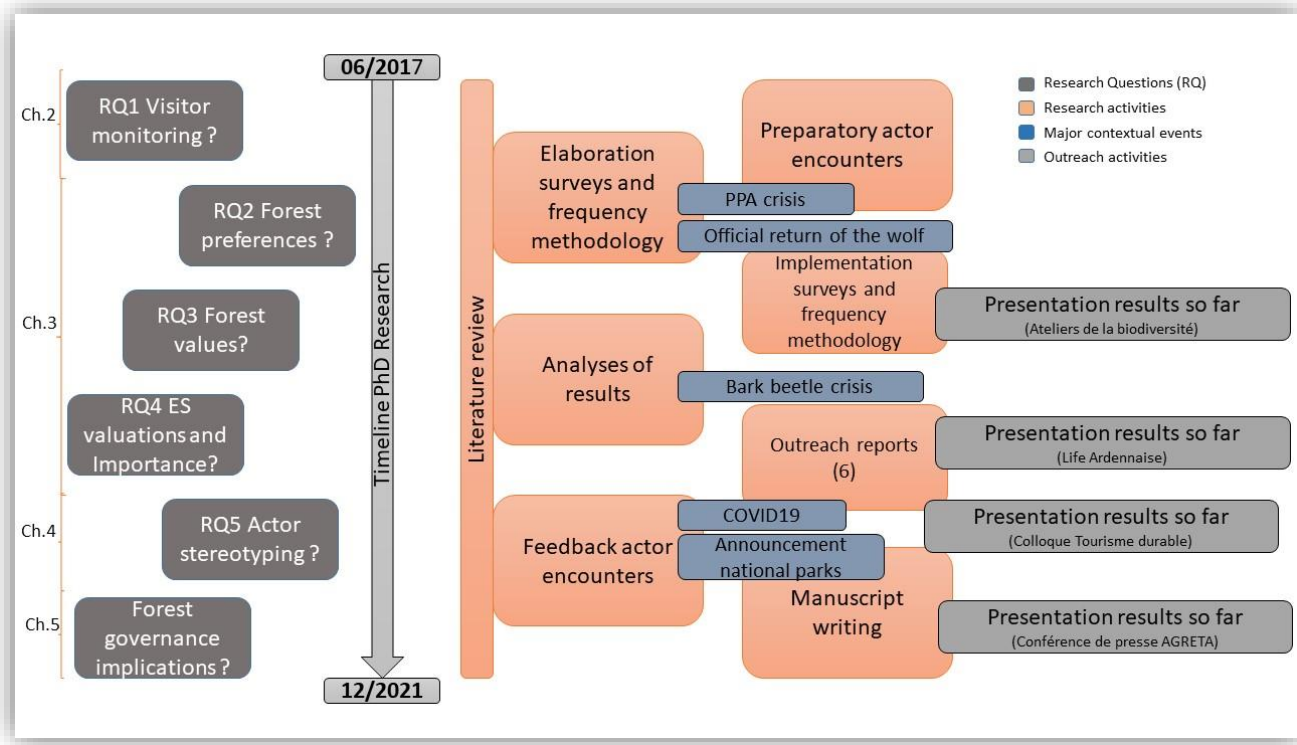 06/2017
Ch.2
RQ1 Visitor
monitoring ?
RQ2 Forest
preferences ?
Ch.3
RQ3 Forest
values?
RQ4 ES
valuations and
Importance?
Ch.4
RQ5 Actor
stereotyping ?
Ch.5
Forest
governance
implications ?
Timeline PhD Research
12/2021
Literature review
Elaboration
surveys and
frequency
methodology
Preparatory actor
encounters
PPA crisis
Official return of the wolf
Implementation
surveys and
frequency
methodology
Presentation results so far
(Ateliers de la biodiversité)
Analyses of
results
Bark beetle crisis
Outreach reports
(6)
Presentation results so far
(Life Ardennaise)
Feedback actor
encounters
COVID19
Announcement
national parks
Presentation results so far
(Colloque Tourisme durable)
Manuscript
writing
Presentation results so far
(Conférence de presse AGRETA)
Research Questions (RQ)
Research activities
Major contextual events
Outreach activities